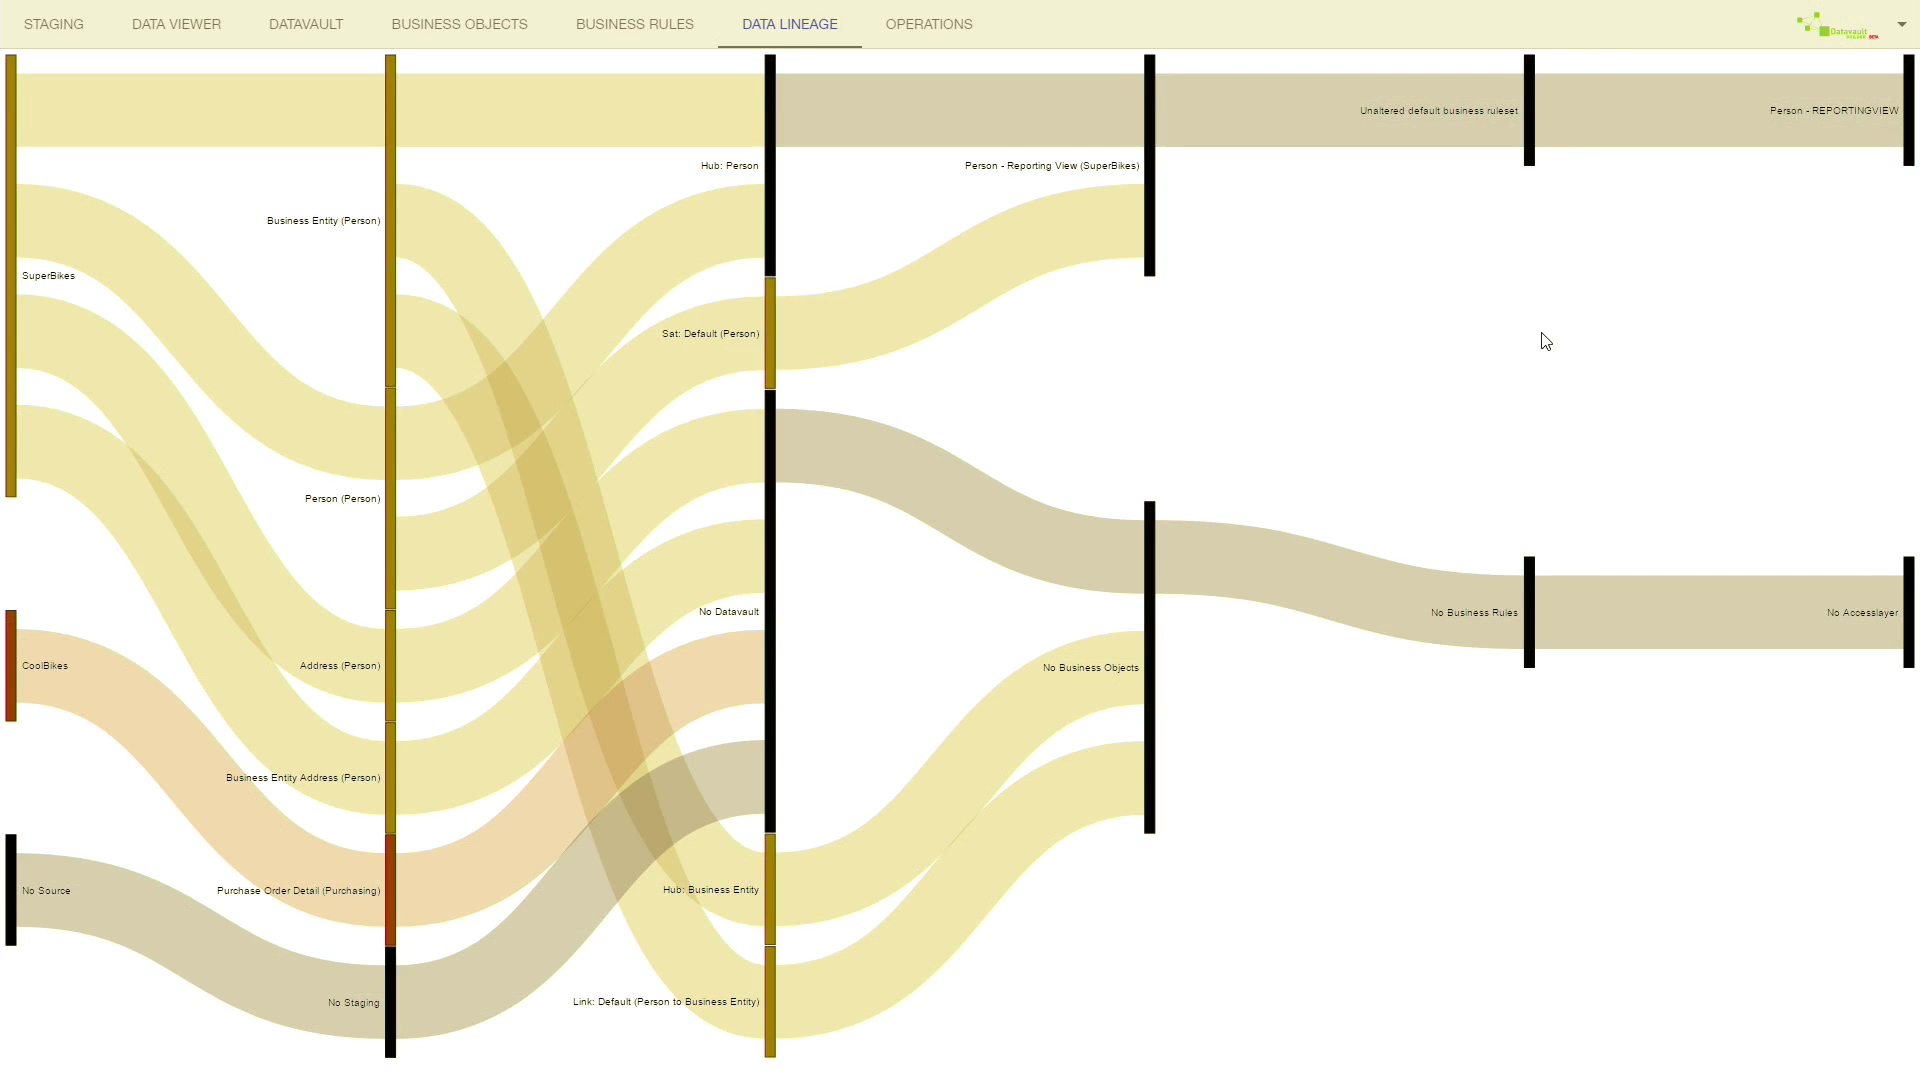 STAGING
DATA VIEWER
DATAVAULT
BUSINESS OBJECTS
BUSINESS RULES
DATA LINEAGE
OPERATIONS
Datavault
BUILDER BETA
SuperBikes
CoolBikes
No Source
Business Entity (Person)
Person (Person)
Address (Person)
Business Entity Address (Person)
Purchase Order Detail (Purchasing)
No Staging
Hub: Person
Sat: Default (Person)
No Datavault
Hub: Business Entity
Link: Default (Person to Business Entity)
Person - Reporting View (SuperBikes)
No Business Objects
Unaltered default business ruleset
No Business Rules
Person - REPORTINGVIEW
No Accesslayer